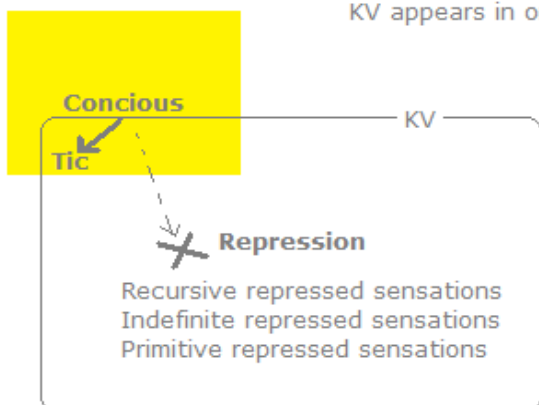 KV appears in o
Concious
KV
Tic
Repression
Recursive repressed sensations
Indefinite repressed sensations
Primitive repressed sensations